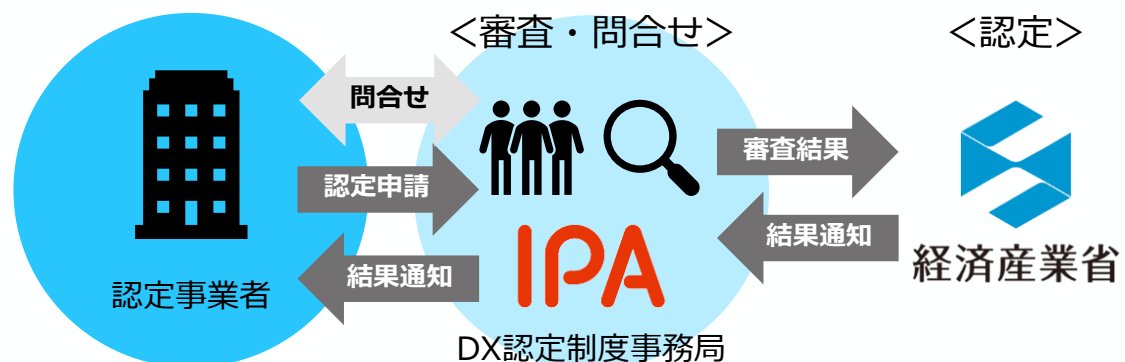 ＜審査・問合せ＞
＜認定＞
問合せ
認定申請
結果通知
認定事業者
IPA
DX認定制度事務局
審査結果
結果通知
経済産業省